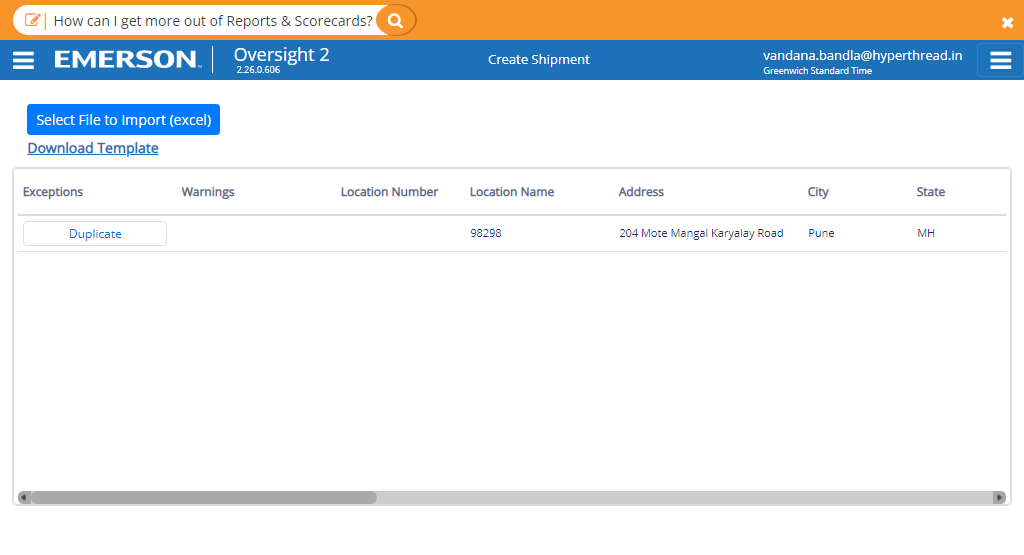 How can I get more out of Reports & Scorecards?
EMERSON
Oversight 2
2.26.0.606
Create Shipment
vandana.bandla@hyperthread.in
Greenwich Standard Time
Select File to Import (excel)
Download Template
Exceptions Warnings Location Number Location Name Address City State
Duplicate 98298 204 Mote Mangal Karyalay Road Pune MH